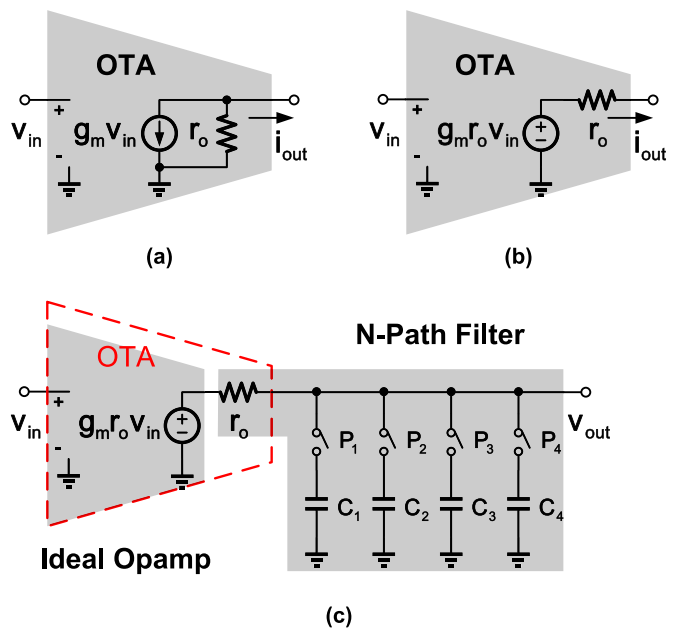 OTA
+
v_in
g_m v_in
r_o
-
i_out
(a)
OTA
+
v_in
g_m r_o v_in
+
−
r_o
-
i_out
(b)
N-Path Filter
OTA
+
v_in
g_m r_o v_in
+
−
r_o
-
P_1 P_2 P_3 P_4
v_out
C_1 C_2 C_3 C_4
Ideal Opamp
(c)